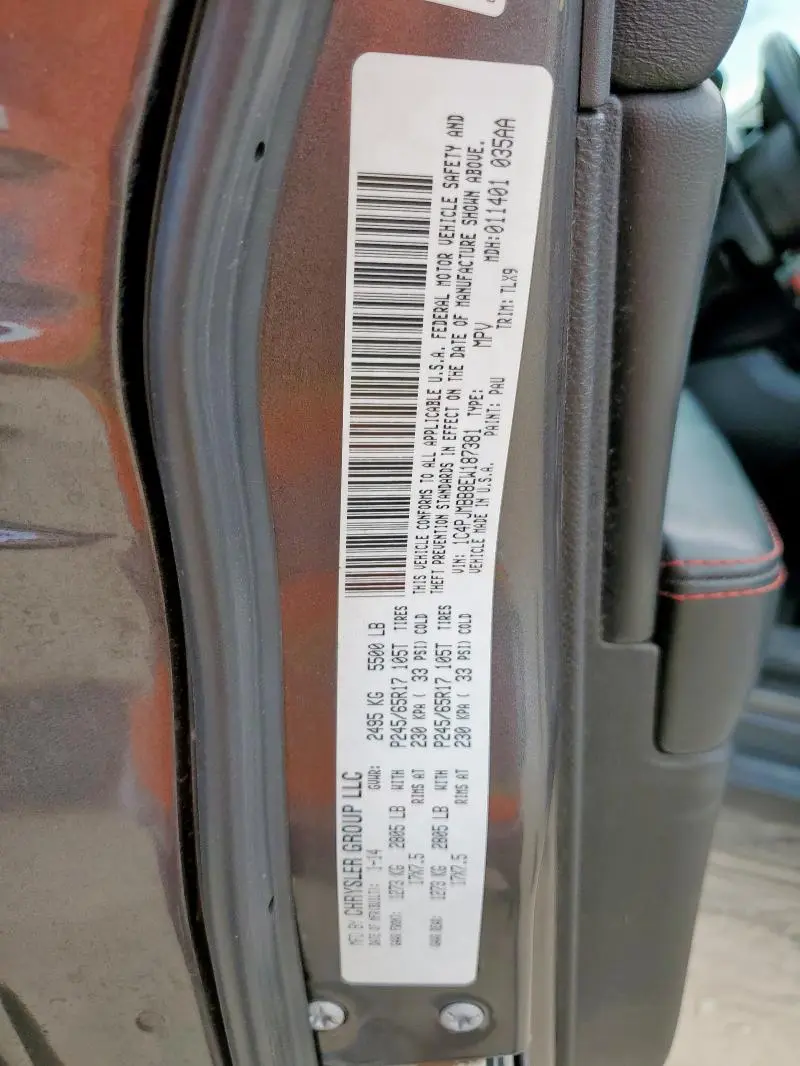 MFD BY CHRYSLER GROUP LLC
DATE OF MFR 1-14 GVWR: 2495 KG 5500 LB
GAWR FRONT: 1273 KG 2805 LB WITH P245/65R17 105T TIRES
17X7.5 RIMS AT 230 KPA ( 33 PSI) COLD
GAWR REAR: 1273 KG 2805 LB WITH P245/65R17 105T TIRES
17X7.5 RIMS AT 230 KPA ( 33 PSI) COLD
THIS VEHICLE CONFORMS TO ALL APPLICABLE U.S.A. FEDERAL MOTOR VEHICLE SAFETY AND
THEFT PREVENTION STANDARDS IN EFFECT ON THE DATE OF MANUFACTURE SHOWN ABOVE.
VIN: 1C4PJMBB8EW187381 TYPE: MPV MDH:011401 035AA
VEHICLE MADE IN U.S.A. PAINT: PAU TRIM: TLX9